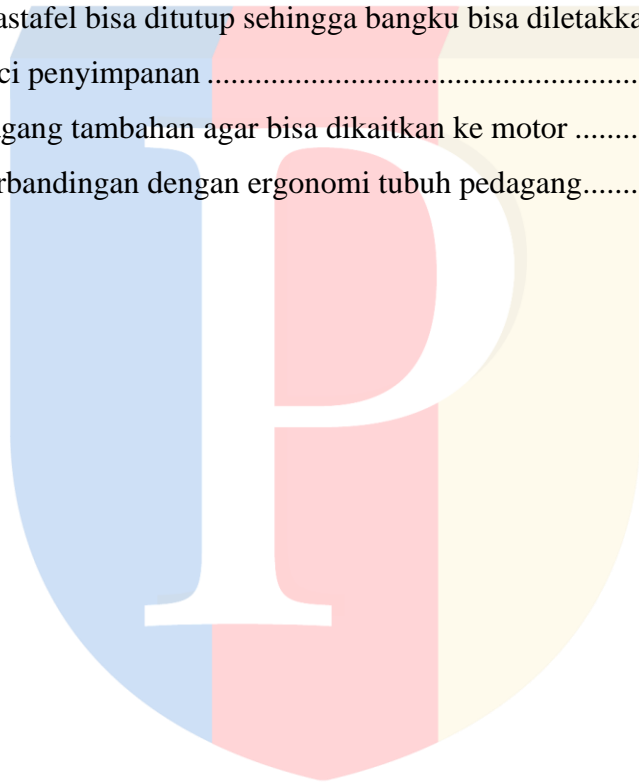 astafel bisa ditutup sehingga bangku bisa diletakka
ci penyimpanan ......................................................
gang tambahan agar bisa dikaitkan ke motor ........
rbandingan dengan ergonomi tubuh pedagang.......
P